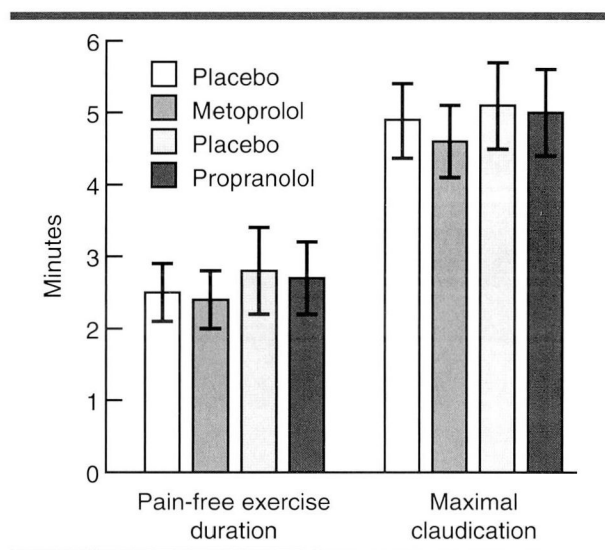 6
5
4
3
2
1
0
Minutes
Placebo
Metoprolol
Placebo
Propranolol
Pain-free exercise
duration
Maximal
claudication